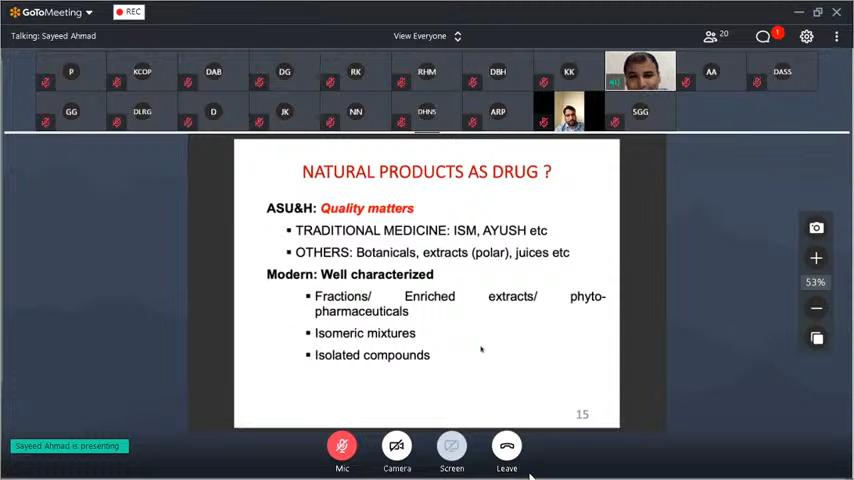 GoToMeeting
REC
Talking: Sayeed Ahmad
View Everyone
20
1
P KCOP DAB DG RK RHM DBH KK AA DASS
GG DLRG D JK NN DHNS ARP SGG
NATURAL PRODUCTS AS DRUG ?
ASU&H: Quality matters
▪ TRADITIONAL MEDICINE: ISM, AYUSH etc
▪ OTHERS: Botanicals, extracts (polar), juices etc
Modern: Well characterized
▪ Fractions/ Enriched extracts/ phyto-
pharmaceuticals
▪ Isomeric mixtures
▪ Isolated compounds
15
53%
Sayeed Ahmad is presenting
Mic Camera Screen Leave